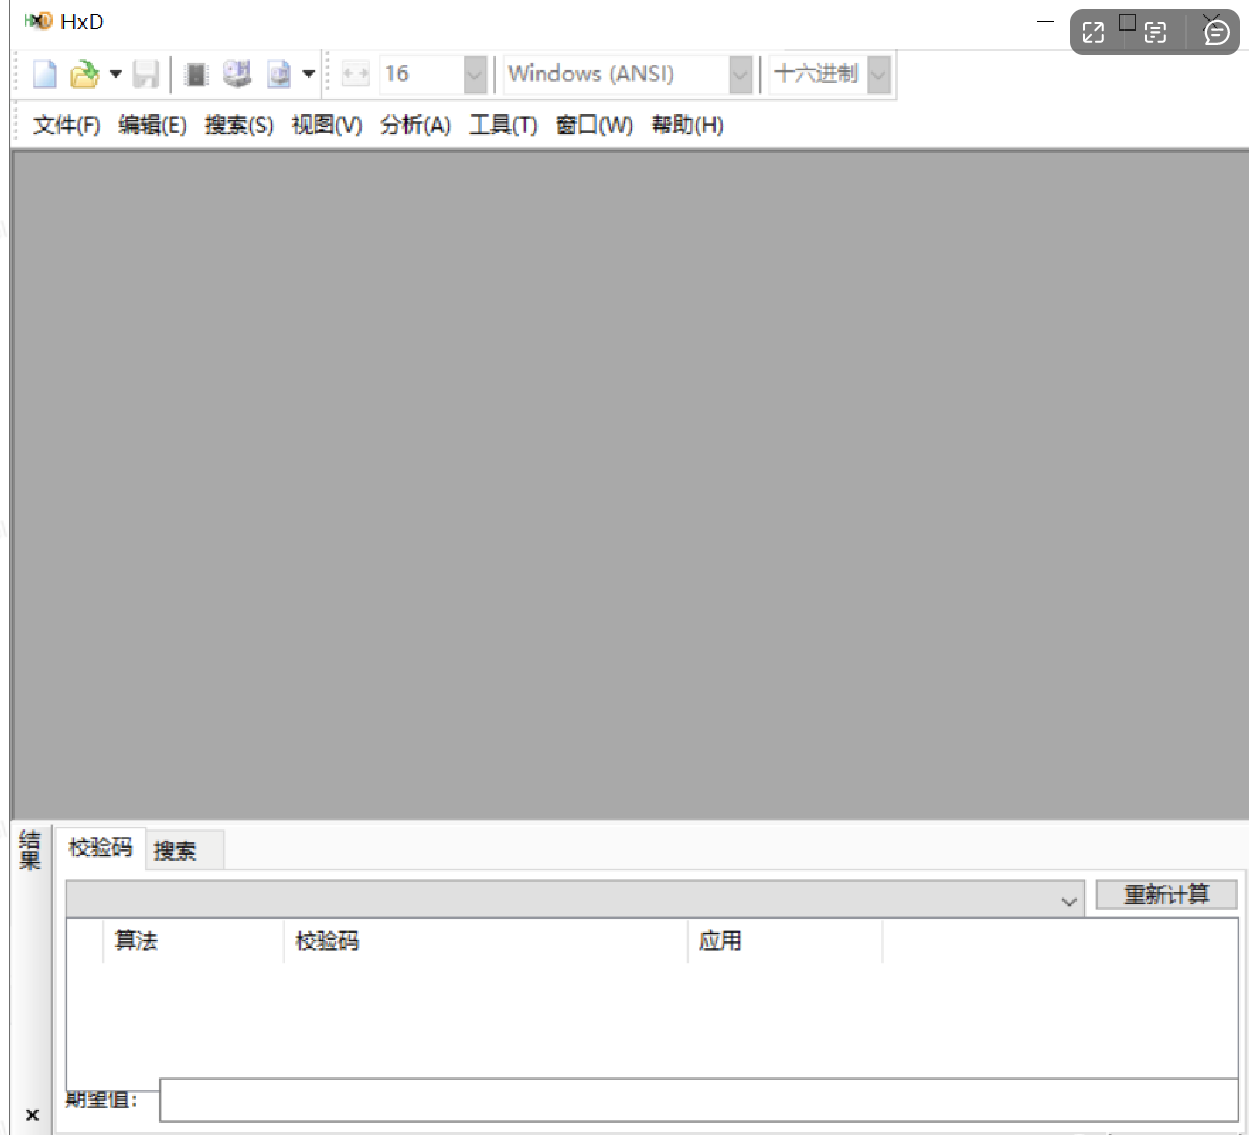 HxD
16 Windows (ANSI) 十六进制
文件(F) 编辑(E) 搜索(S) 视图(V) 分析(A) 工具(T) 窗口(W) 帮助(H)
结果
校验码 搜索
重新计算
算法 校验码 应用
期望值: